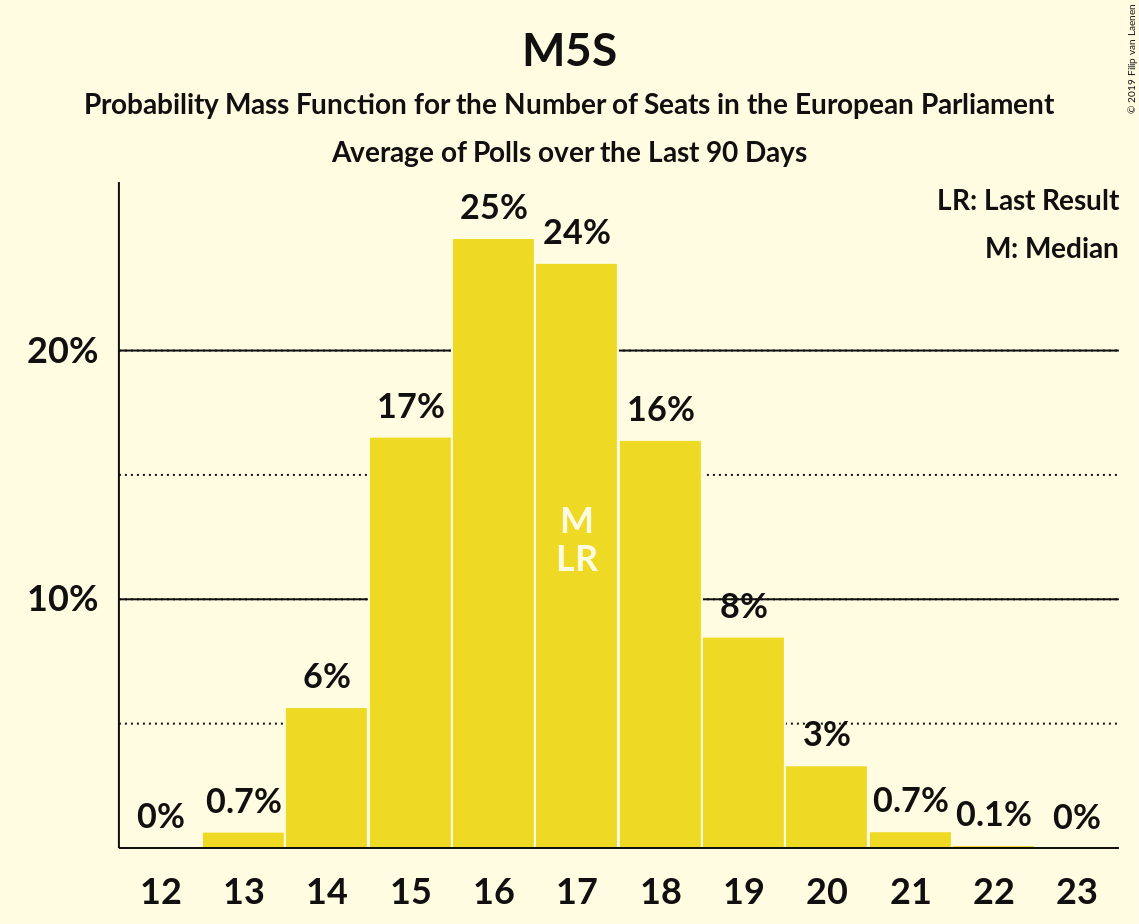 M5S
Probability Mass Function for the Number of Seats in the European Parliament
Average of Polls over the Last 90 Days
© 2019 Filip van Laenen
LR: Last Result
M: Median
25%
24%
20%
17%
16%
M
LR
10%
8%
6%
3%
0%
0.7%
0.7%
0.1%
0%
12 13 14 15 16 17 18 19 20 21 22 23